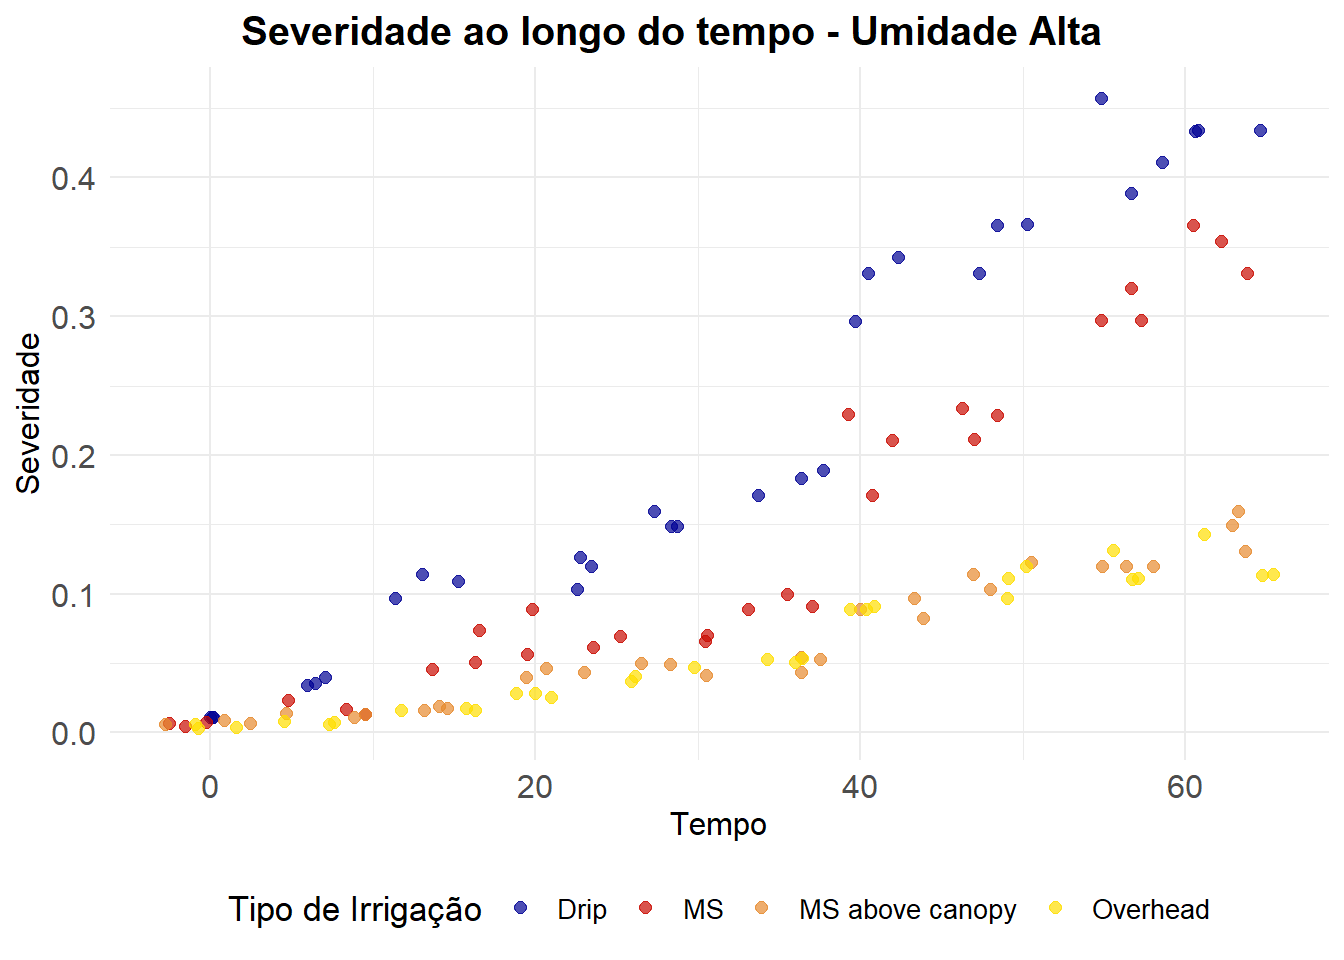 Severidade ao longo do tempo - Umidade Alta
0.4
0.3
0.2
0.1
0.0
Severidade
0 20 40 60
Tempo
Tipo de Irrigação Drip MS MS above canopy Overhead